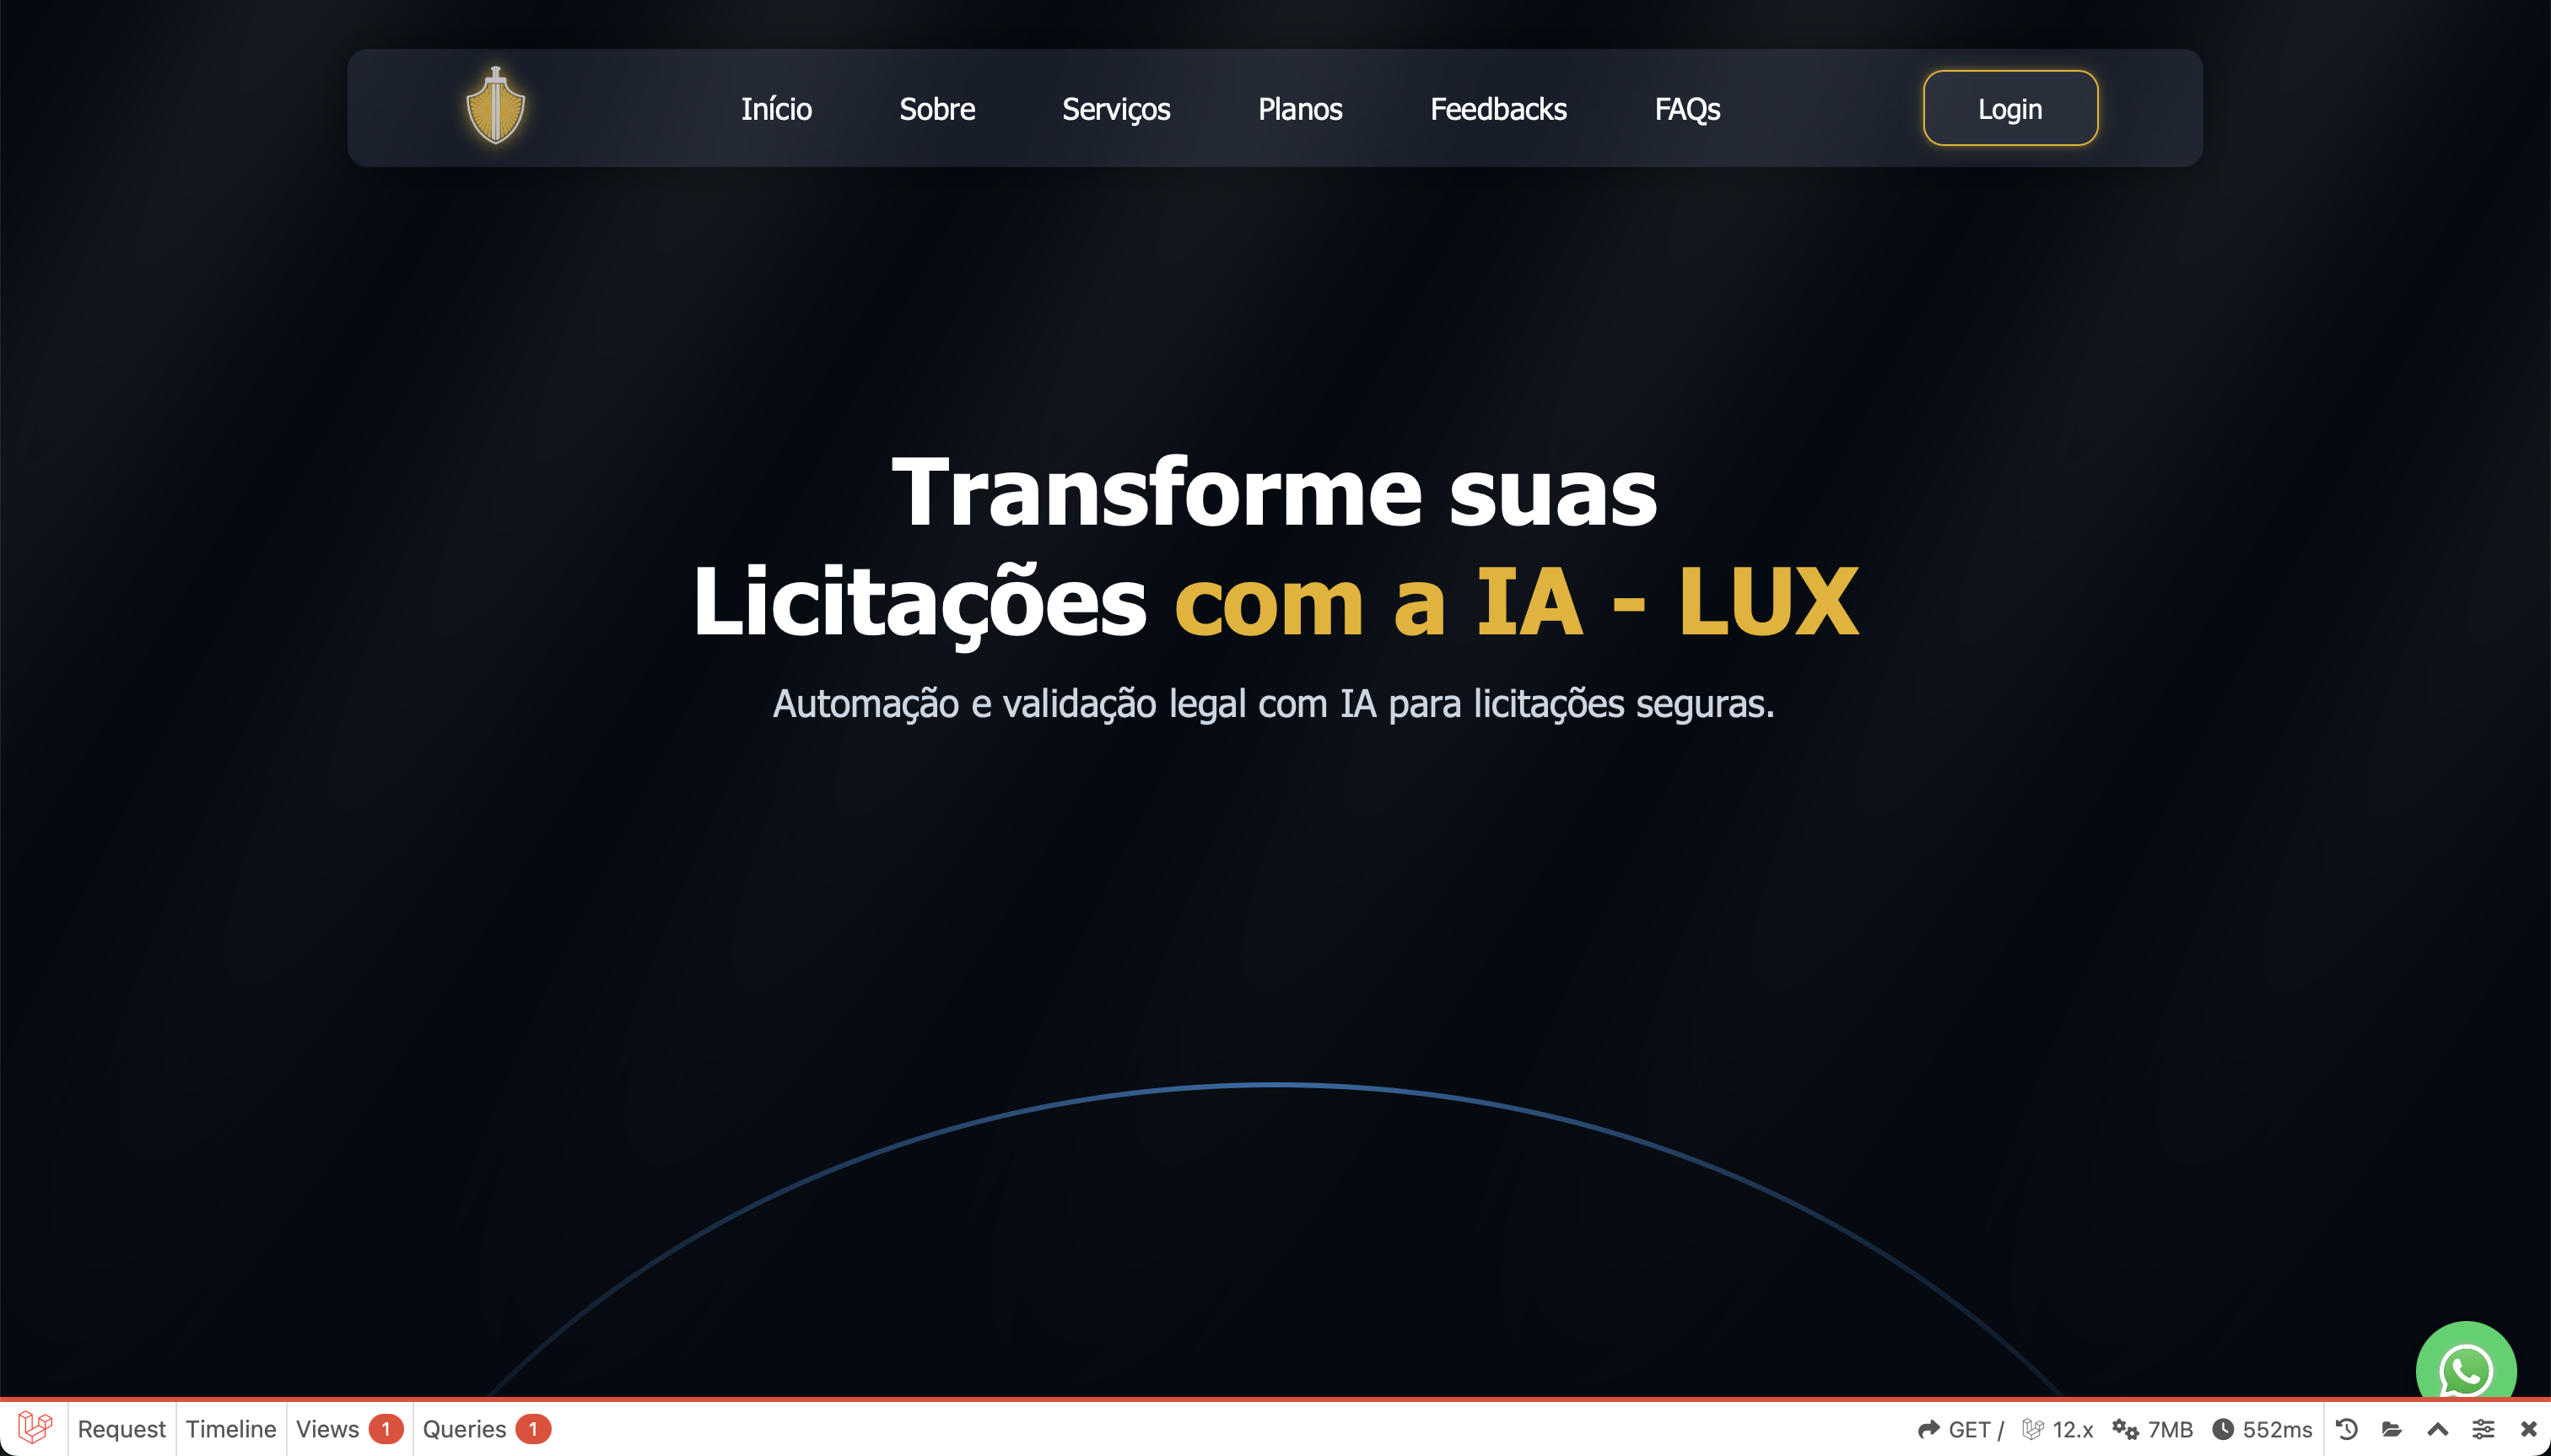 Início Sobre Serviços Planos Feedbacks FAQs Login
Transforme suas
Licitações com a IA - LUX
Automação e validação legal com IA para licitações seguras.
Request Timeline Views 1 Queries 1 GET / 12.x 7MB 552ms